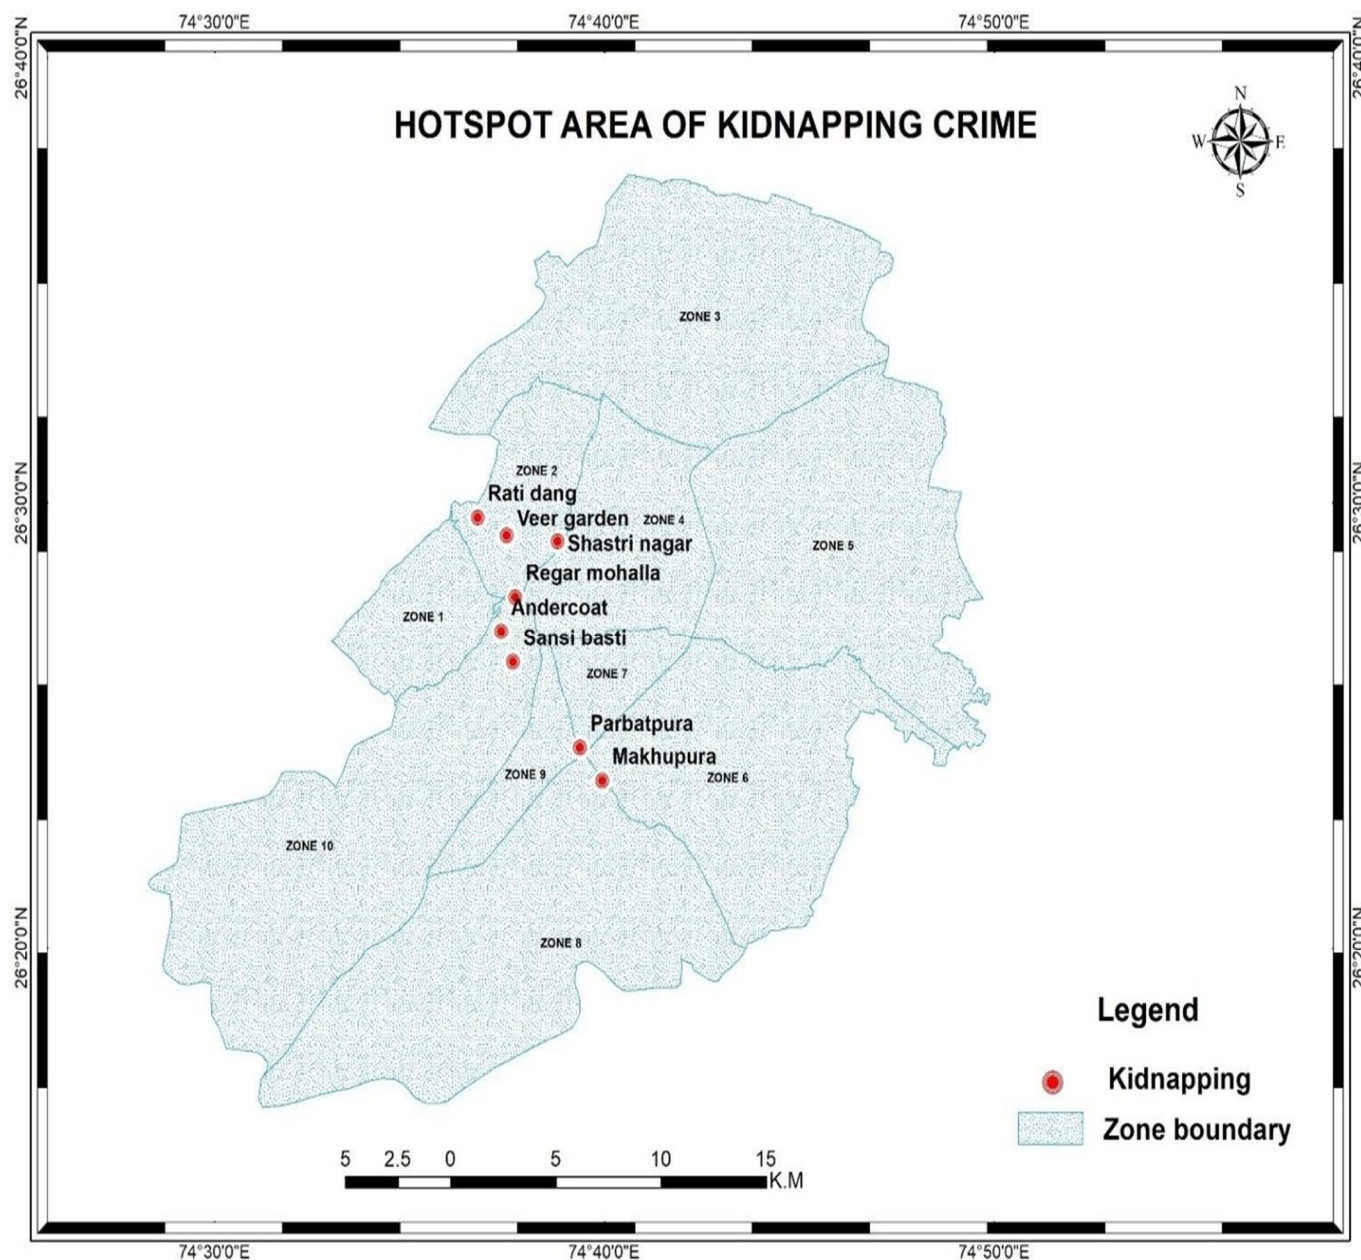 74°30'0"E 74°40'0"E 74°50'0"E
26°40'0"N 26°40'0"N
N
W E
S
HOTSPOT AREA OF KIDNAPPING CRIME
ZONE 3
ZONE 2
26°30'0"N 26°30'0"N
Rati dang
Veer garden ZONE 4
Shastri nagar ZONE 5
Regar mohalla
Andercoat
ZONE 1
Sansi basti
ZONE 7
Parbatpura
Makhupura
ZONE 9 ZONE 6
ZONE 10
ZONE 8
26°20'0"N 26°20'0"N
Legend
Kidnapping
Zone boundary
5 2.5 0 5 10 15
K.M
74°30'0"E 74°40'0"E 74°50'0"E